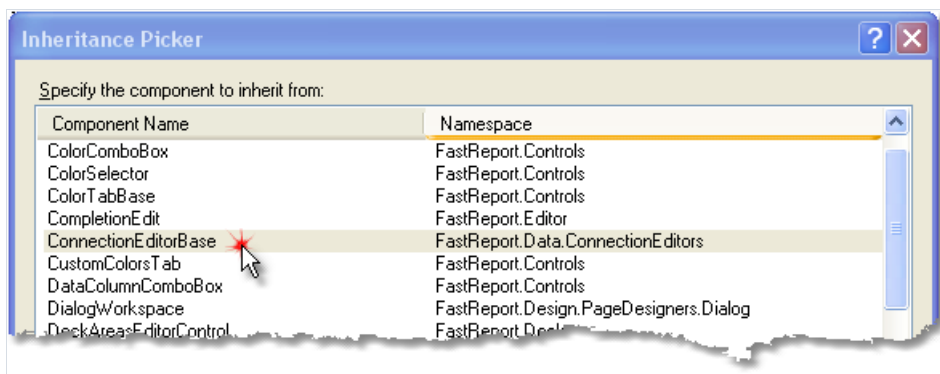 Inheritance Picker
Specify the component to inherit from:
Component Name Namespace
ColorComboBox FastReport.Controls
ColorSelector FastReport.Controls
ColorTabBase FastReport.Controls
CompletionEdit FastReport.Editor
ConnectionEditorBase FastReport.Data.ConnectionEditors
CustomColorsTab FastReport.Controls
DataColumnComboBox FastReport.Controls
DialogWorkspace FastReport.Design.PageDesigners.Dialog
DockAreasEditorControl